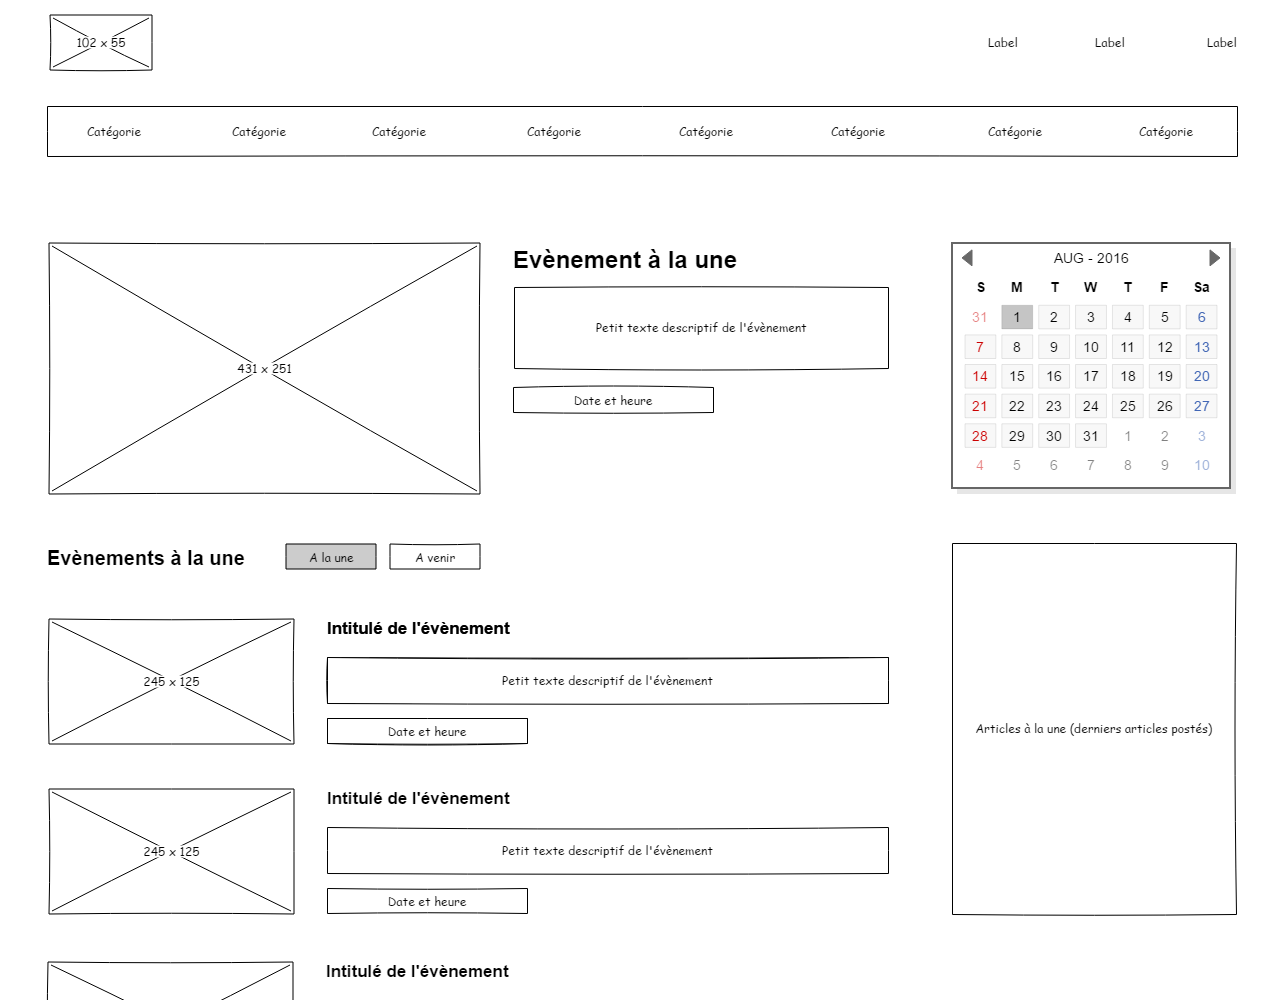 102 x 55
Label Label Label
Catégorie Catégorie Catégorie Catégorie Catégorie Catégorie Catégorie Catégorie
431 x 251
Evènement à la une
Petit texte descriptif de l'évènement
Date et heure
AUG - 2016
S M T W T F Sa
31 1 2 3 4 5 6
7 8 9 10 11 12 13
14 15 16 17 18 19 20
21 22 23 24 25 26 27
28 29 30 31 1 2 3
4 5 6 7 8 9 10
Evènements à la une
A la une
A venir
245 x 125
Intitulé de l'évènement
Petit texte descriptif de l'évènement
Date et heure
245 x 125
Intitulé de l'évènement
Petit texte descriptif de l'évènement
Date et heure
Intitulé de l'évènement
Articles à la une (derniers articles postés)